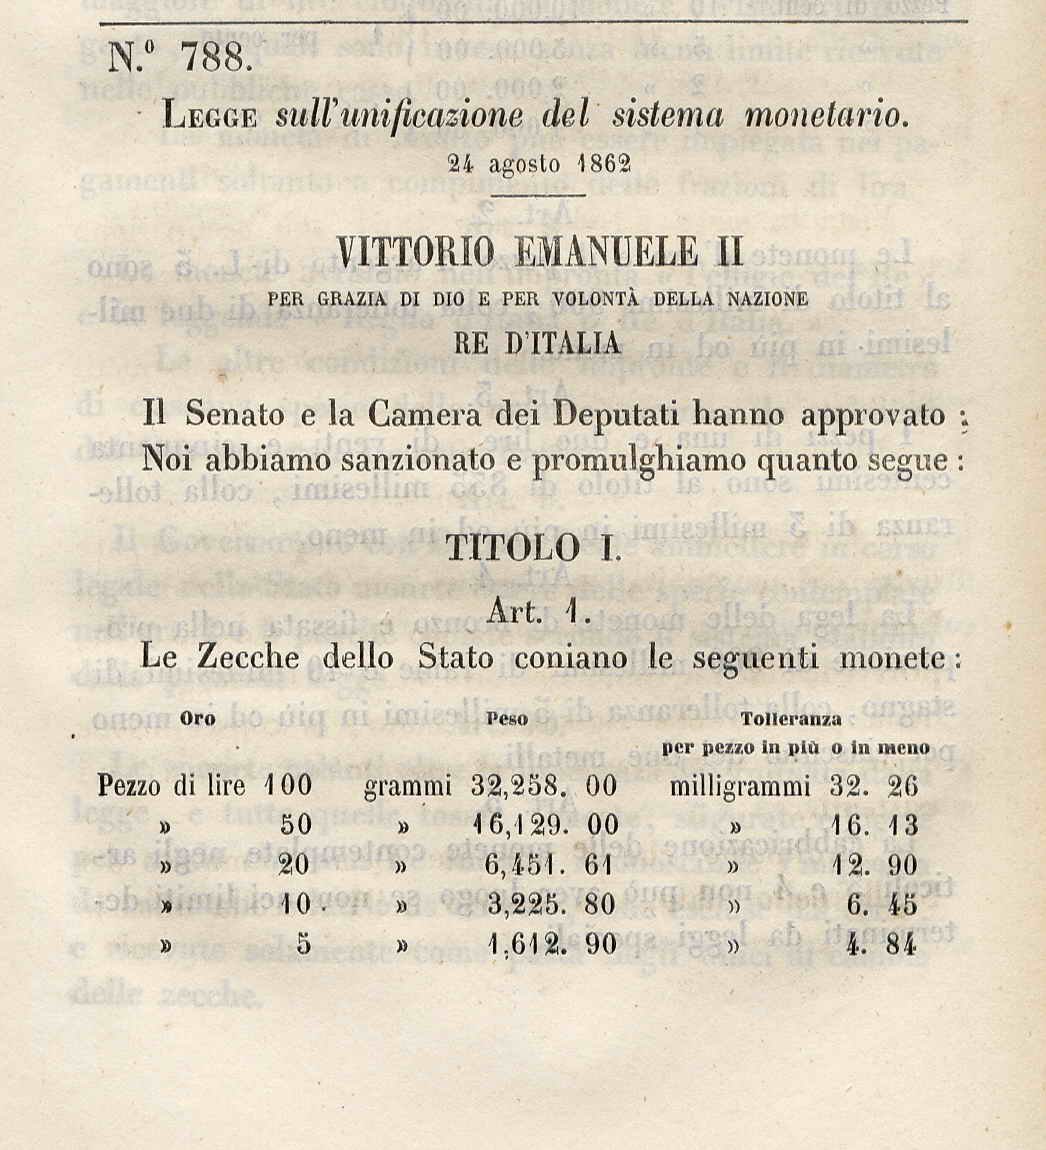 N.º 788.
LEGGE sull'unificazione del sistema monetario.
24 agosto 1862
VITTORIO EMANUELE II
PER GRAZIA DI DIO E PER VOLONTÀ DELLA NAZIONE
RE D'ITALIA
Il Senato e la Camera dei Deputati hanno approvato ;
Noi abbiamo sanzionato e promulghiamo quanto segue :
TITOLO I.
Art. 1.
Le Zecche dello Stato coniano le seguenti monete :
Oro Peso Tolleranza
per pezzo in più o in meno
Pezzo di lire 100 grammi 32,258. 00 milligrammi 32. 26
» 50 » 16,129. 00 » 16. 13
» 20 » 6,451. 61 » 12. 90
» 10 » 3,225. 80 » 6. 45
» 5 » 1,612. 90 » 4. 84